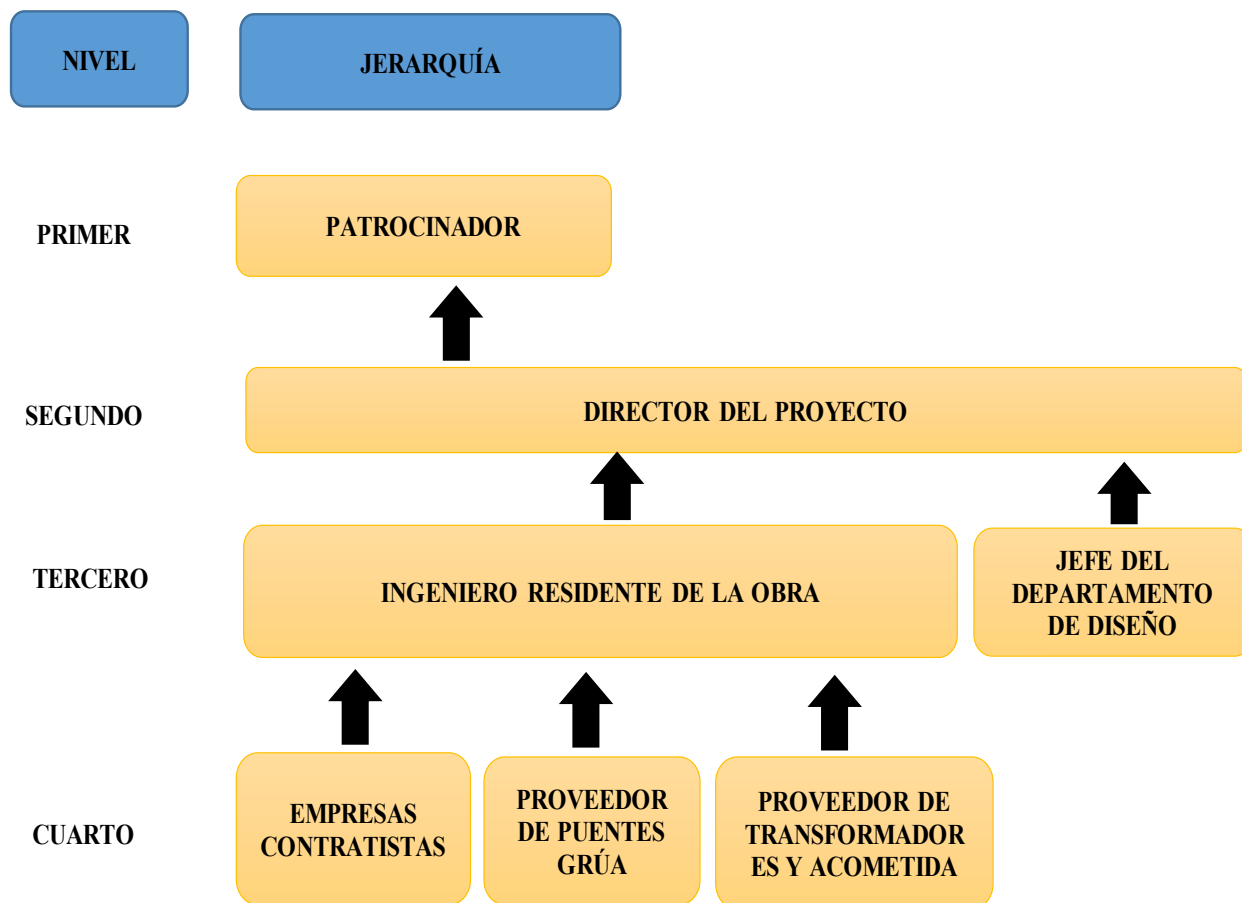 NIVEL
JERARQUÍA
PRIMER
PATROCINADOR
SEGUNDO
DIRECTOR DEL PROYECTO
TERCERO
INGENIERO RESIDENTE DE LA OBRA
JEFE DEL
DEPARTAMENTO
DE DISEÑO
CUARTO
EMPRESAS
CONTRATISTAS
PROVEEDOR
DE PUENTES
GRÚA
PROVEEDOR DE
TRANSFORMADOR
ES Y ACOMETIDA